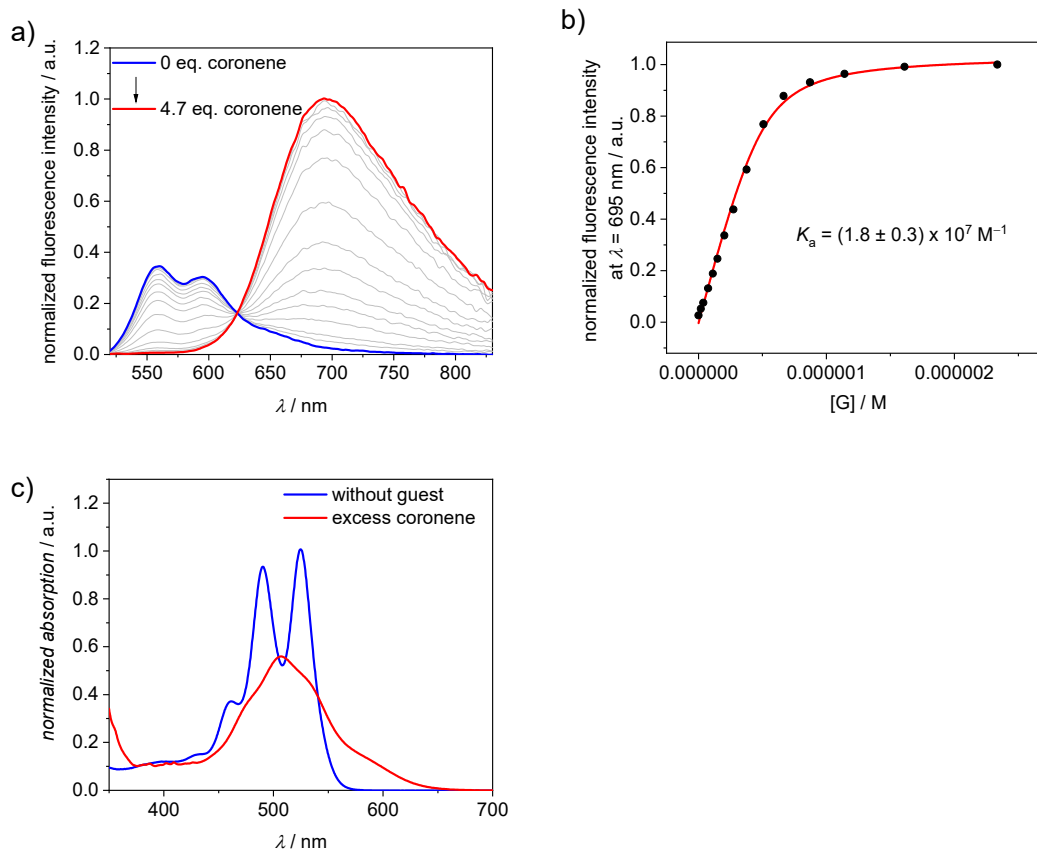 a)
normalized fluorescence intensity / a.u.
1.2
1.0
0.8
0.6
0.4
0.2
0.0
0 eq. coronene
4.7 eq. coronene
550 600 650 700 750 800
λ / nm
b)
normalized fluorescence intensity
at λ = 695 nm / a.u.
1.0
0.8
0.6
0.4
0.2
0.0
Kₐ = (1.8 ± 0.3) x 10⁷ M⁻¹
0.000000 0.000001 0.000002
[G] / M
c)
normalized absorption / a.u.
1.2
1.0
0.8
0.6
0.4
0.2
0.0
without guest
excess coronene
400 500 600 700
λ / nm